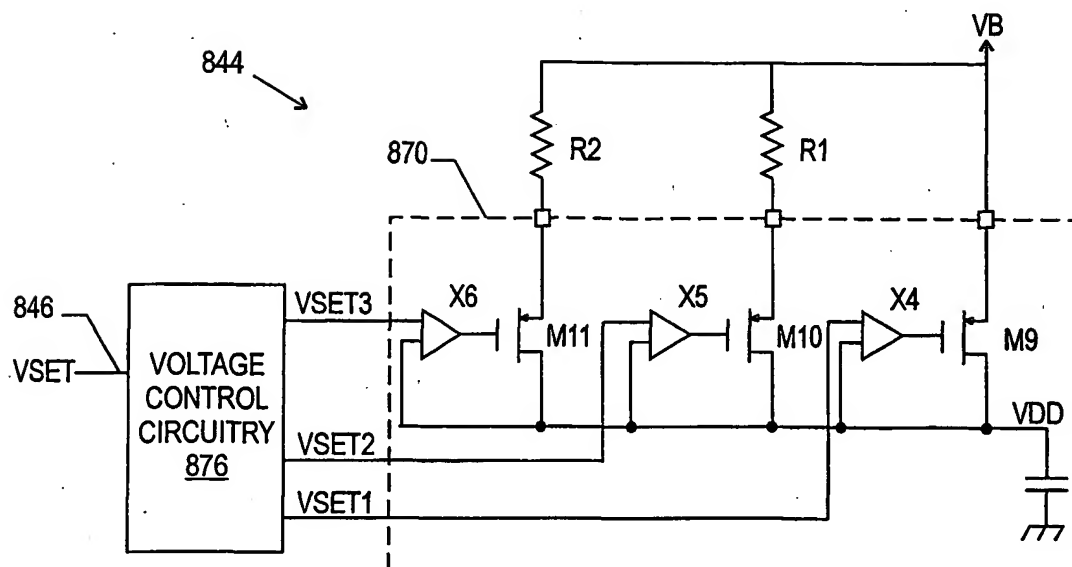 VB
844
R2
R1
870
846
VSET3
X6
X5
X4
M11
M10
M9
VSET
VOLTAGE
CONTROL
CIRCUITRY
876
VDD
VSET2
VSET1